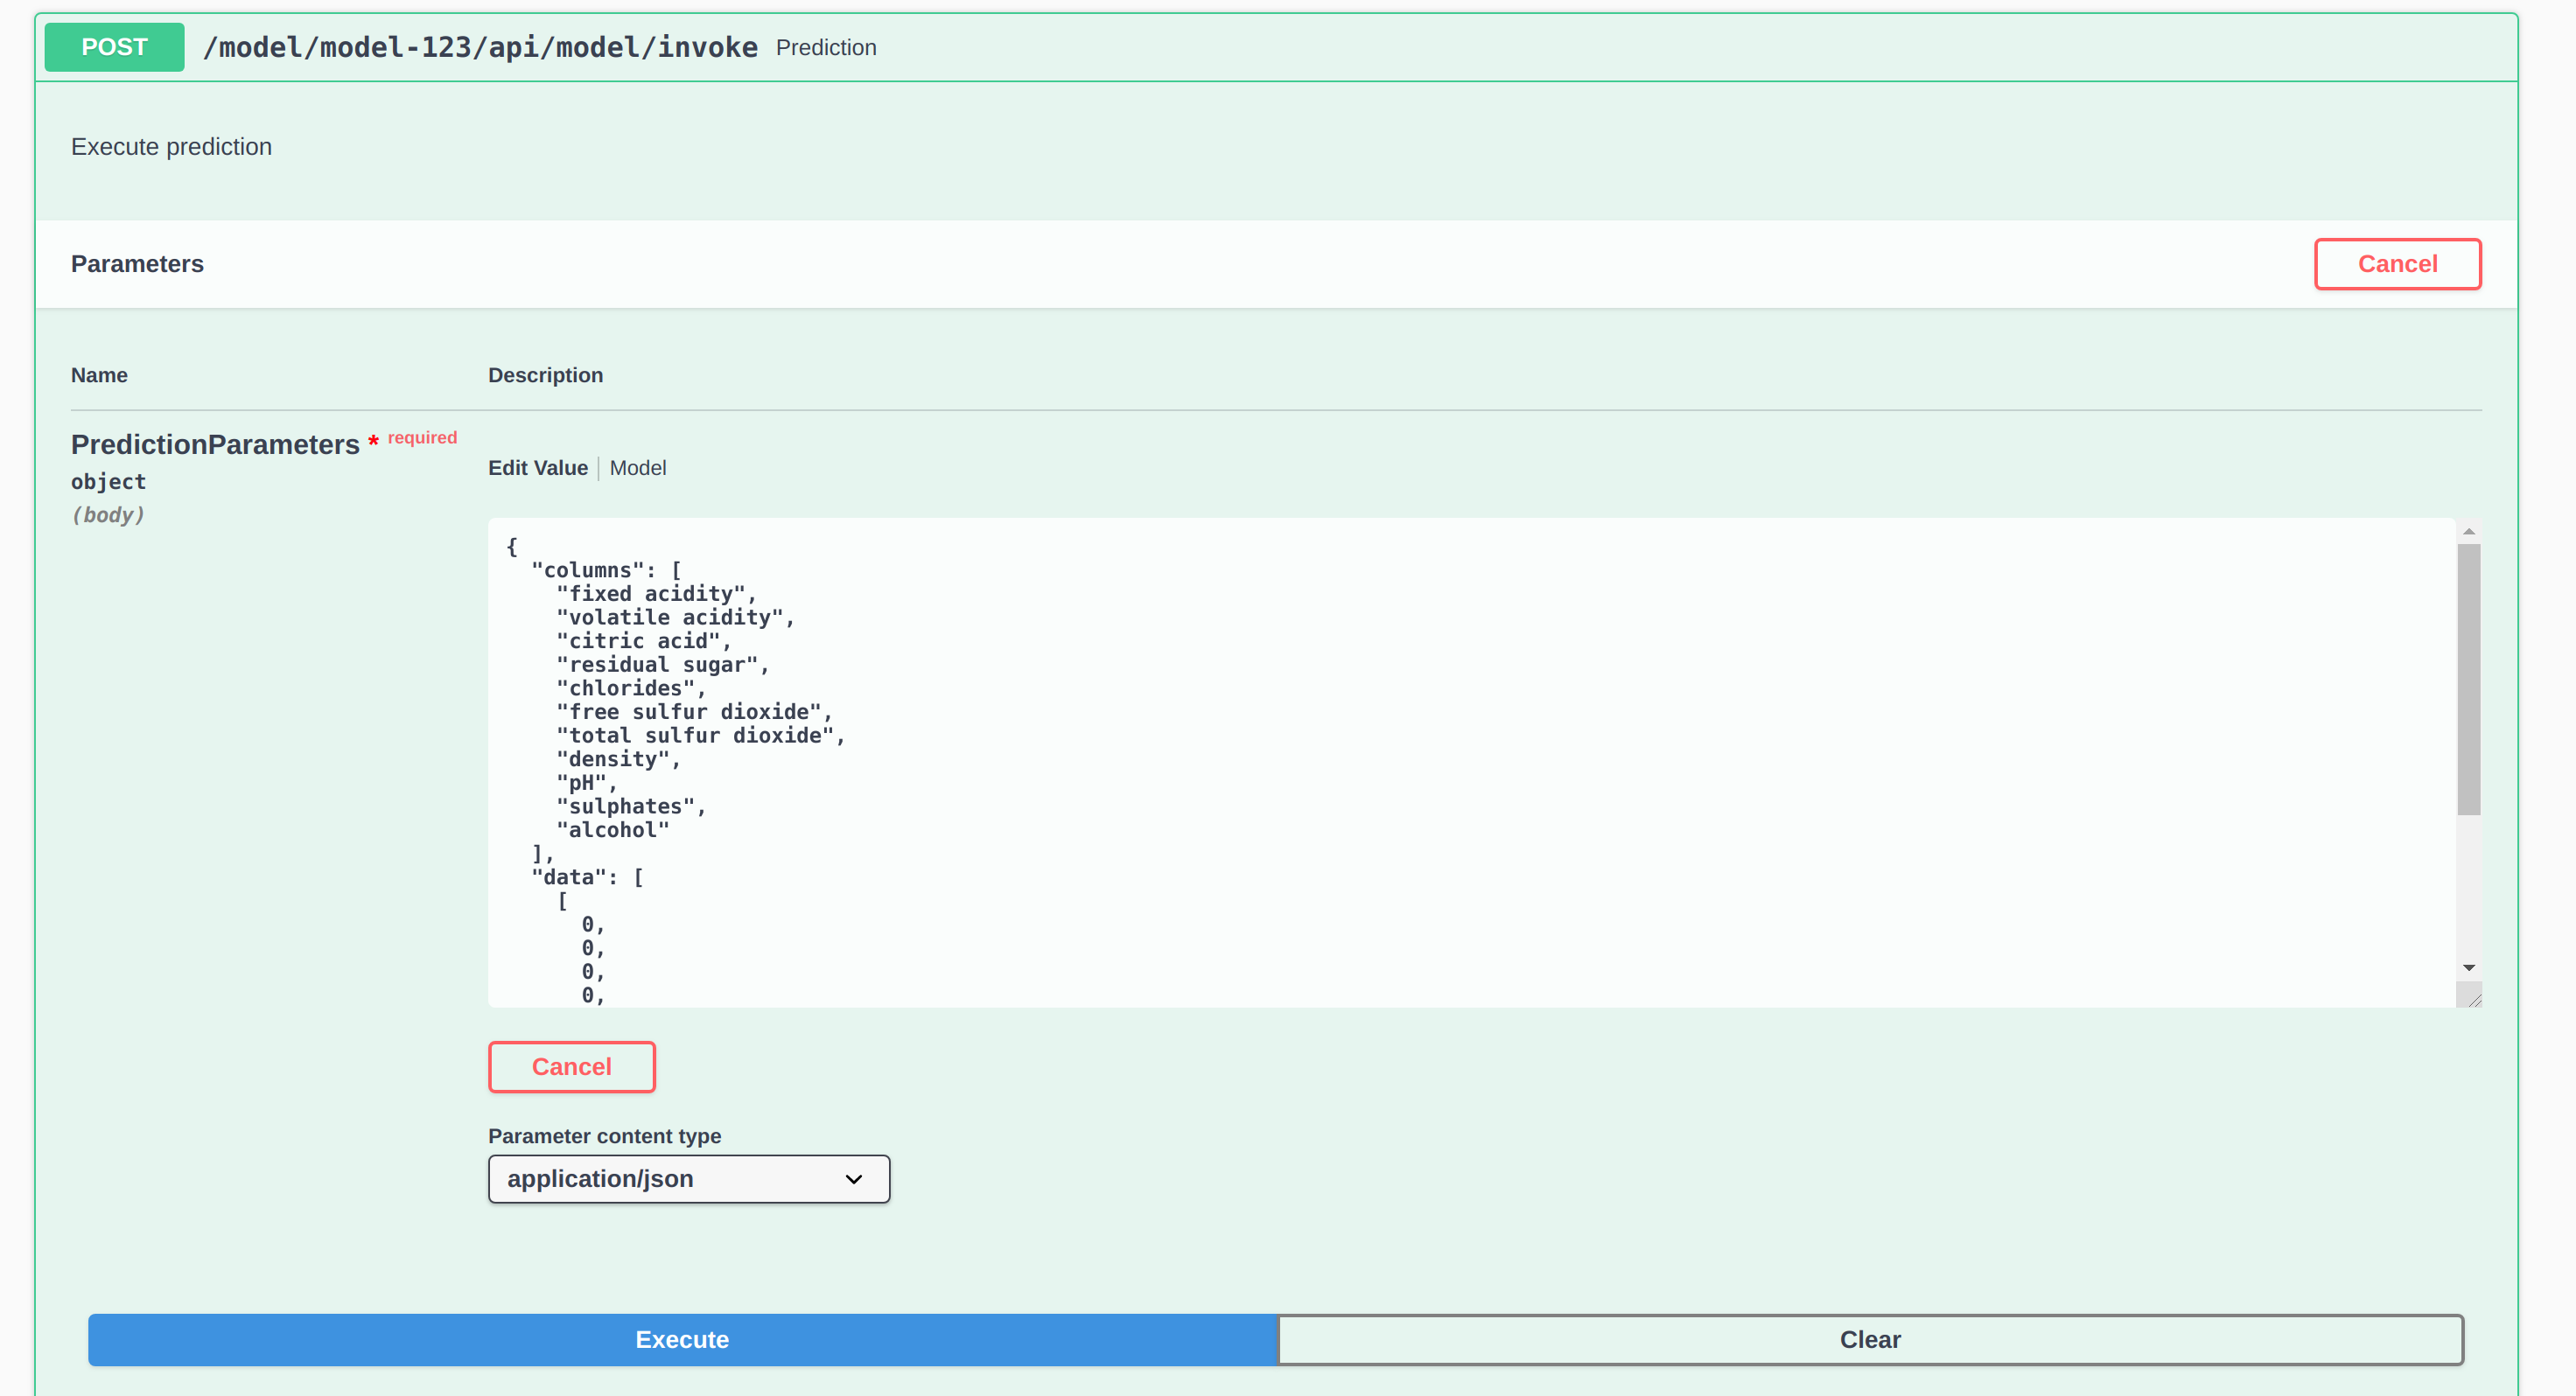 POST /model/model-123/api/model/invoke Prediction
Execute prediction
Parameters Cancel
Name Description
PredictionParameters * required
object
(body)
Edit Value Model
{
  "columns": [
    "fixed acidity",
    "volatile acidity",
    "citric acid",
    "residual sugar",
    "chlorides",
    "free sulfur dioxide",
    "total sulfur dioxide",
    "density",
    "pH",
    "sulphates",
    "alcohol"
  ],
  "data": [
    [
      0,
      0,
      0,
      0,
Cancel
Parameter content type
application/json
Execute Clear